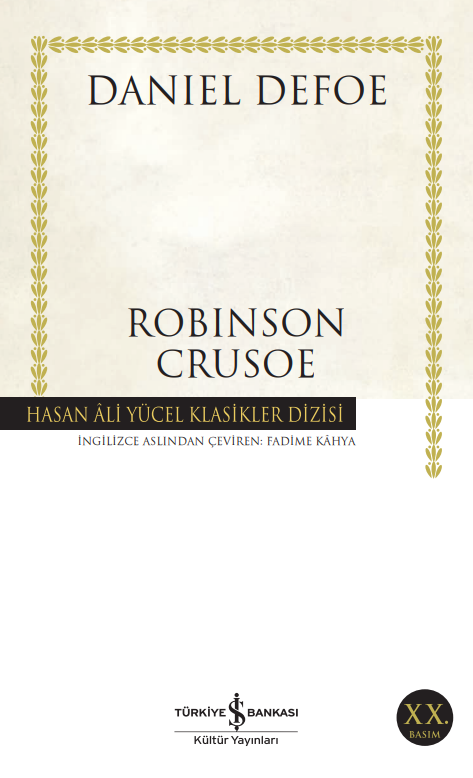 DANIEL DEFOE
ROBINSON
CRUSOE
HASAN ÂLİ YÜCEL KLASİKLER DİZİSİ
İNGİLİZCE ASLINDAN ÇEVİREN: FADİME KÂHYA
TÜRKİYE İŞ BANKASI
Kültür Yayınları
XX.
BASIM